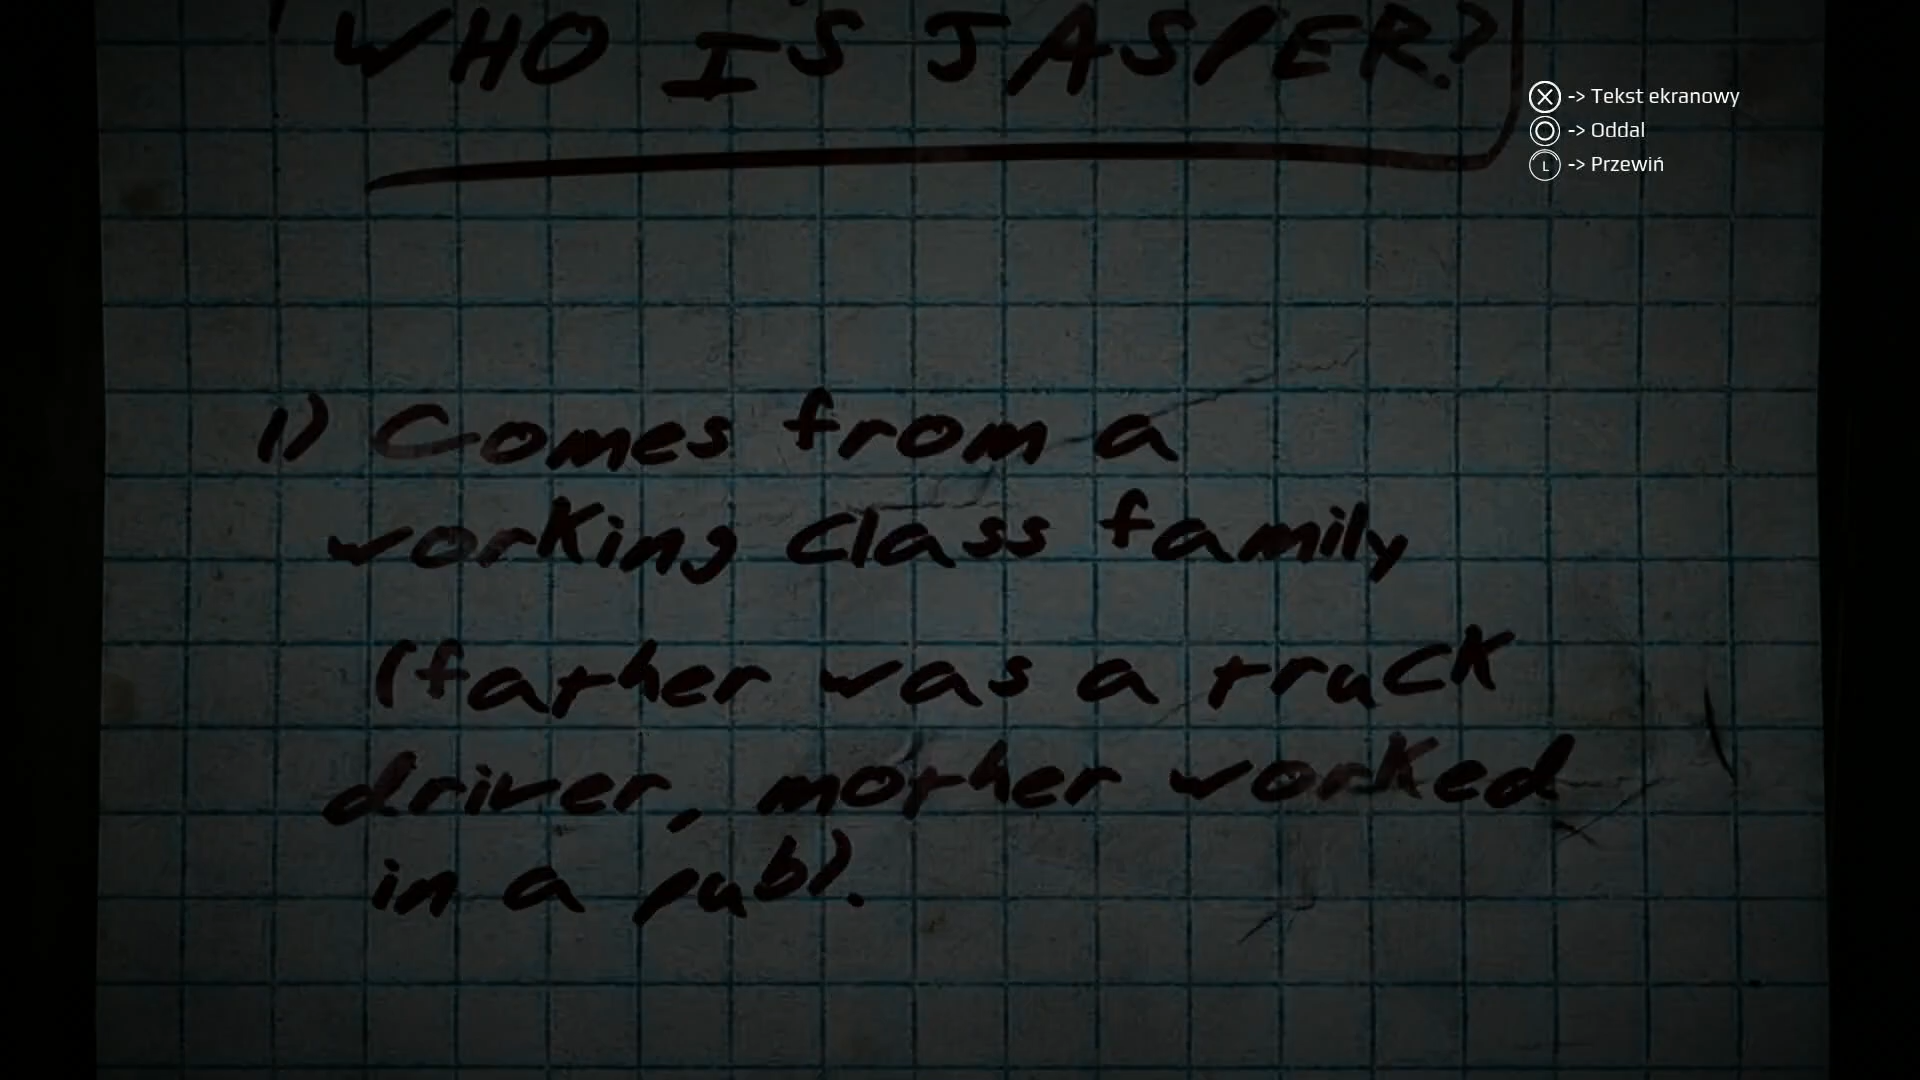 WHO IS JASPER?
-> Tekst ekranowy
-> Oddal
L -> Przewiń
1) Comes from a
working class family
(father was a truck
driver, mother worked
in a pub).